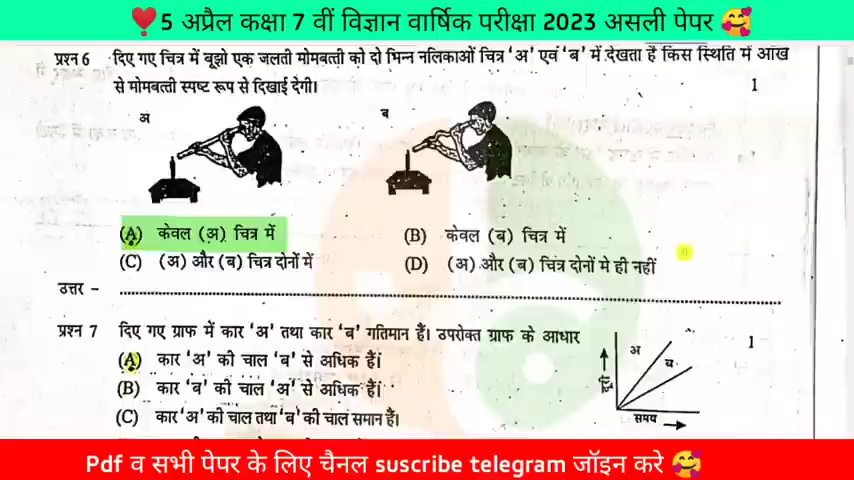 ❤️5 अप्रैल कक्षा 7 वीं विज्ञान वार्षिक परीक्षा 2023 असली पेपर 🥰
प्रश्न 6 दिए गए चित्र में बूझो एक जलती मोमबत्ती को दो भिन्न नलिकाओं चित्र 'अ' एवं 'ब' में देखता है किस स्थिति में आंख
से मोमबत्ती स्पष्ट रूप से दिखाई देगी। 1
अ ब
(A) केवल (अ) चित्र में (B) केवल (ब) चित्र में
(C) (अ) और (ब) चित्र दोनों में (D) (अ) और (ब) चित्र दोनों मे ही नहीं
उत्तर -
प्रश्न 7 दिए गए ग्राफ में कार 'अ' तथा कार 'ब' गतिमान हैं। उपरोक्त ग्राफ के आधार 1
(A) कार 'अ' की चाल 'ब' से अधिक हैं।
(B) कार 'ब' की चाल 'अ' से अधिक हैं।
(C) कार 'अ' की चाल तथा 'ब' की चाल समान हैं।
अ
ब
दूरी
समय
Pdf व सभी पेपर के लिए चैनल suscribe telegram जॉइन करे 🥰